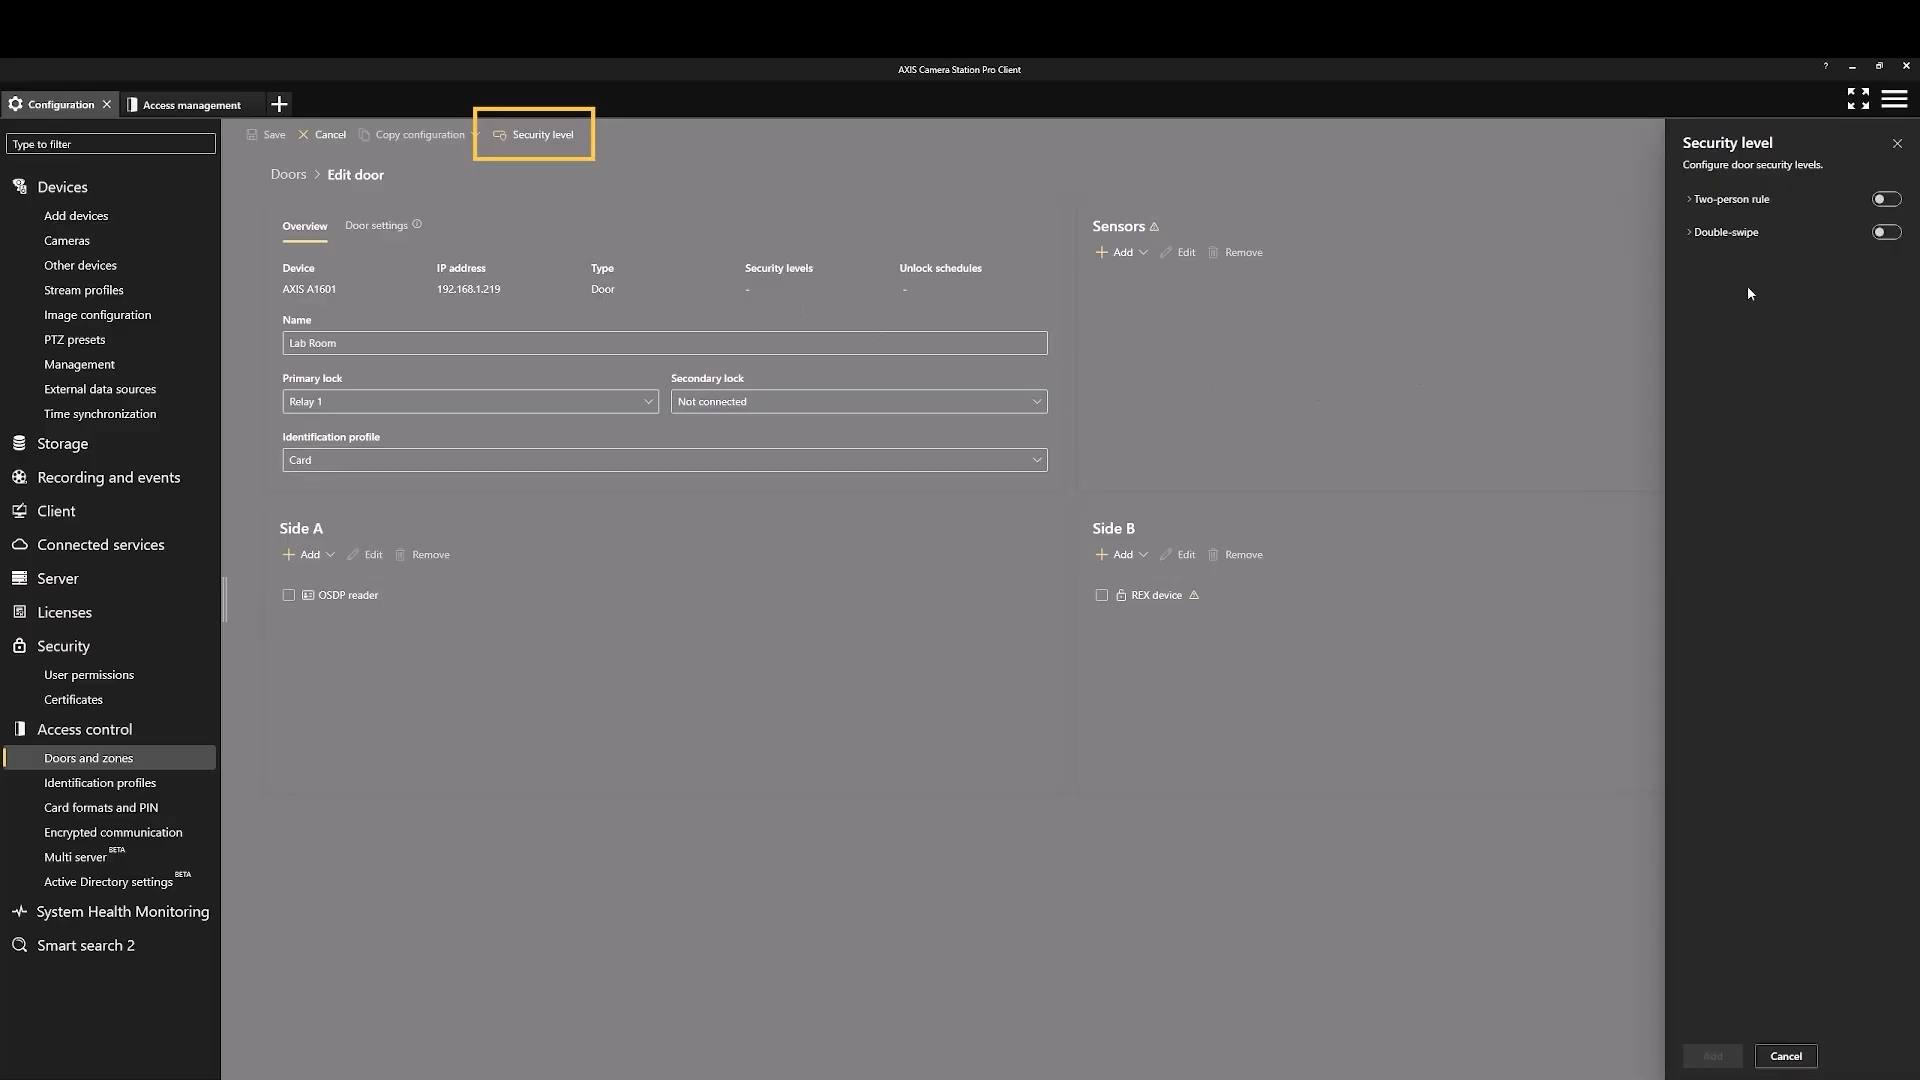 AXIS Camera Station Pro Client
?
Configuration
Access management
Type to filter
Save
Cancel
Copy configuration
Security level
Doors > Edit door
Devices
Add devices
Cameras
Other devices
Stream profiles
Image configuration
PTZ presets
Management
External data sources
Time synchronization
Storage
Recording and events
Client
Connected services
Server
Licenses
Security
User permissions
Certificates
Access control
Doors and zones
Identification profiles
Card formats and PIN
Encrypted communication
Multi server BETA
Active Directory settings BETA
System Health Monitoring
Smart search 2
Overview
Door settings
Device IP address Type Security levels Unlock schedules
AXIS A1601 192.168.1.219 Door - -
Name
Lab Room
Primary lock
Relay 1
Secondary lock
Not connected
Identification profile
Card
Sensors
Add Edit Remove
Side A
Add Edit Remove
OSDP reader
Side B
Add Edit Remove
REX device
Security level
Configure door security levels.
Two-person rule
Double-swipe
Add
Cancel